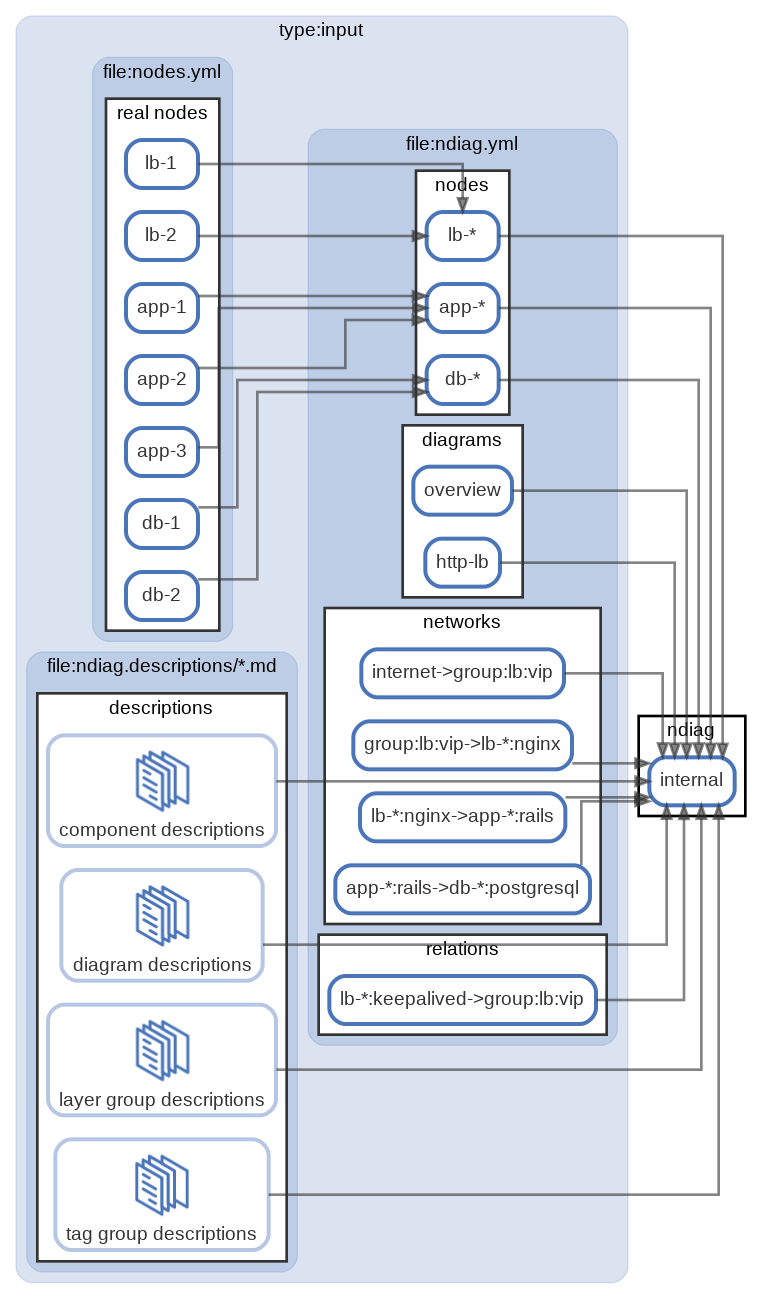 type:input
file:nodes.yml
real nodes
lb-1
lb-2
app-1
app-2
app-3
db-1
db-2
file:ndiag.yml
nodes
lb-*
app-*
db-*
diagrams
overview
http-lb
networks
internet->group:lb:vip
group:lb:vip->lb-*:nginx
lb-*:nginx->app-*:rails
app-*:rails->db-*:postgresql
relations
lb-*:keepalived->group:lb:vip
file:ndiag.descriptions/*.md
descriptions
component descriptions
diagram descriptions
layer group descriptions
tag group descriptions
ndiag
internal